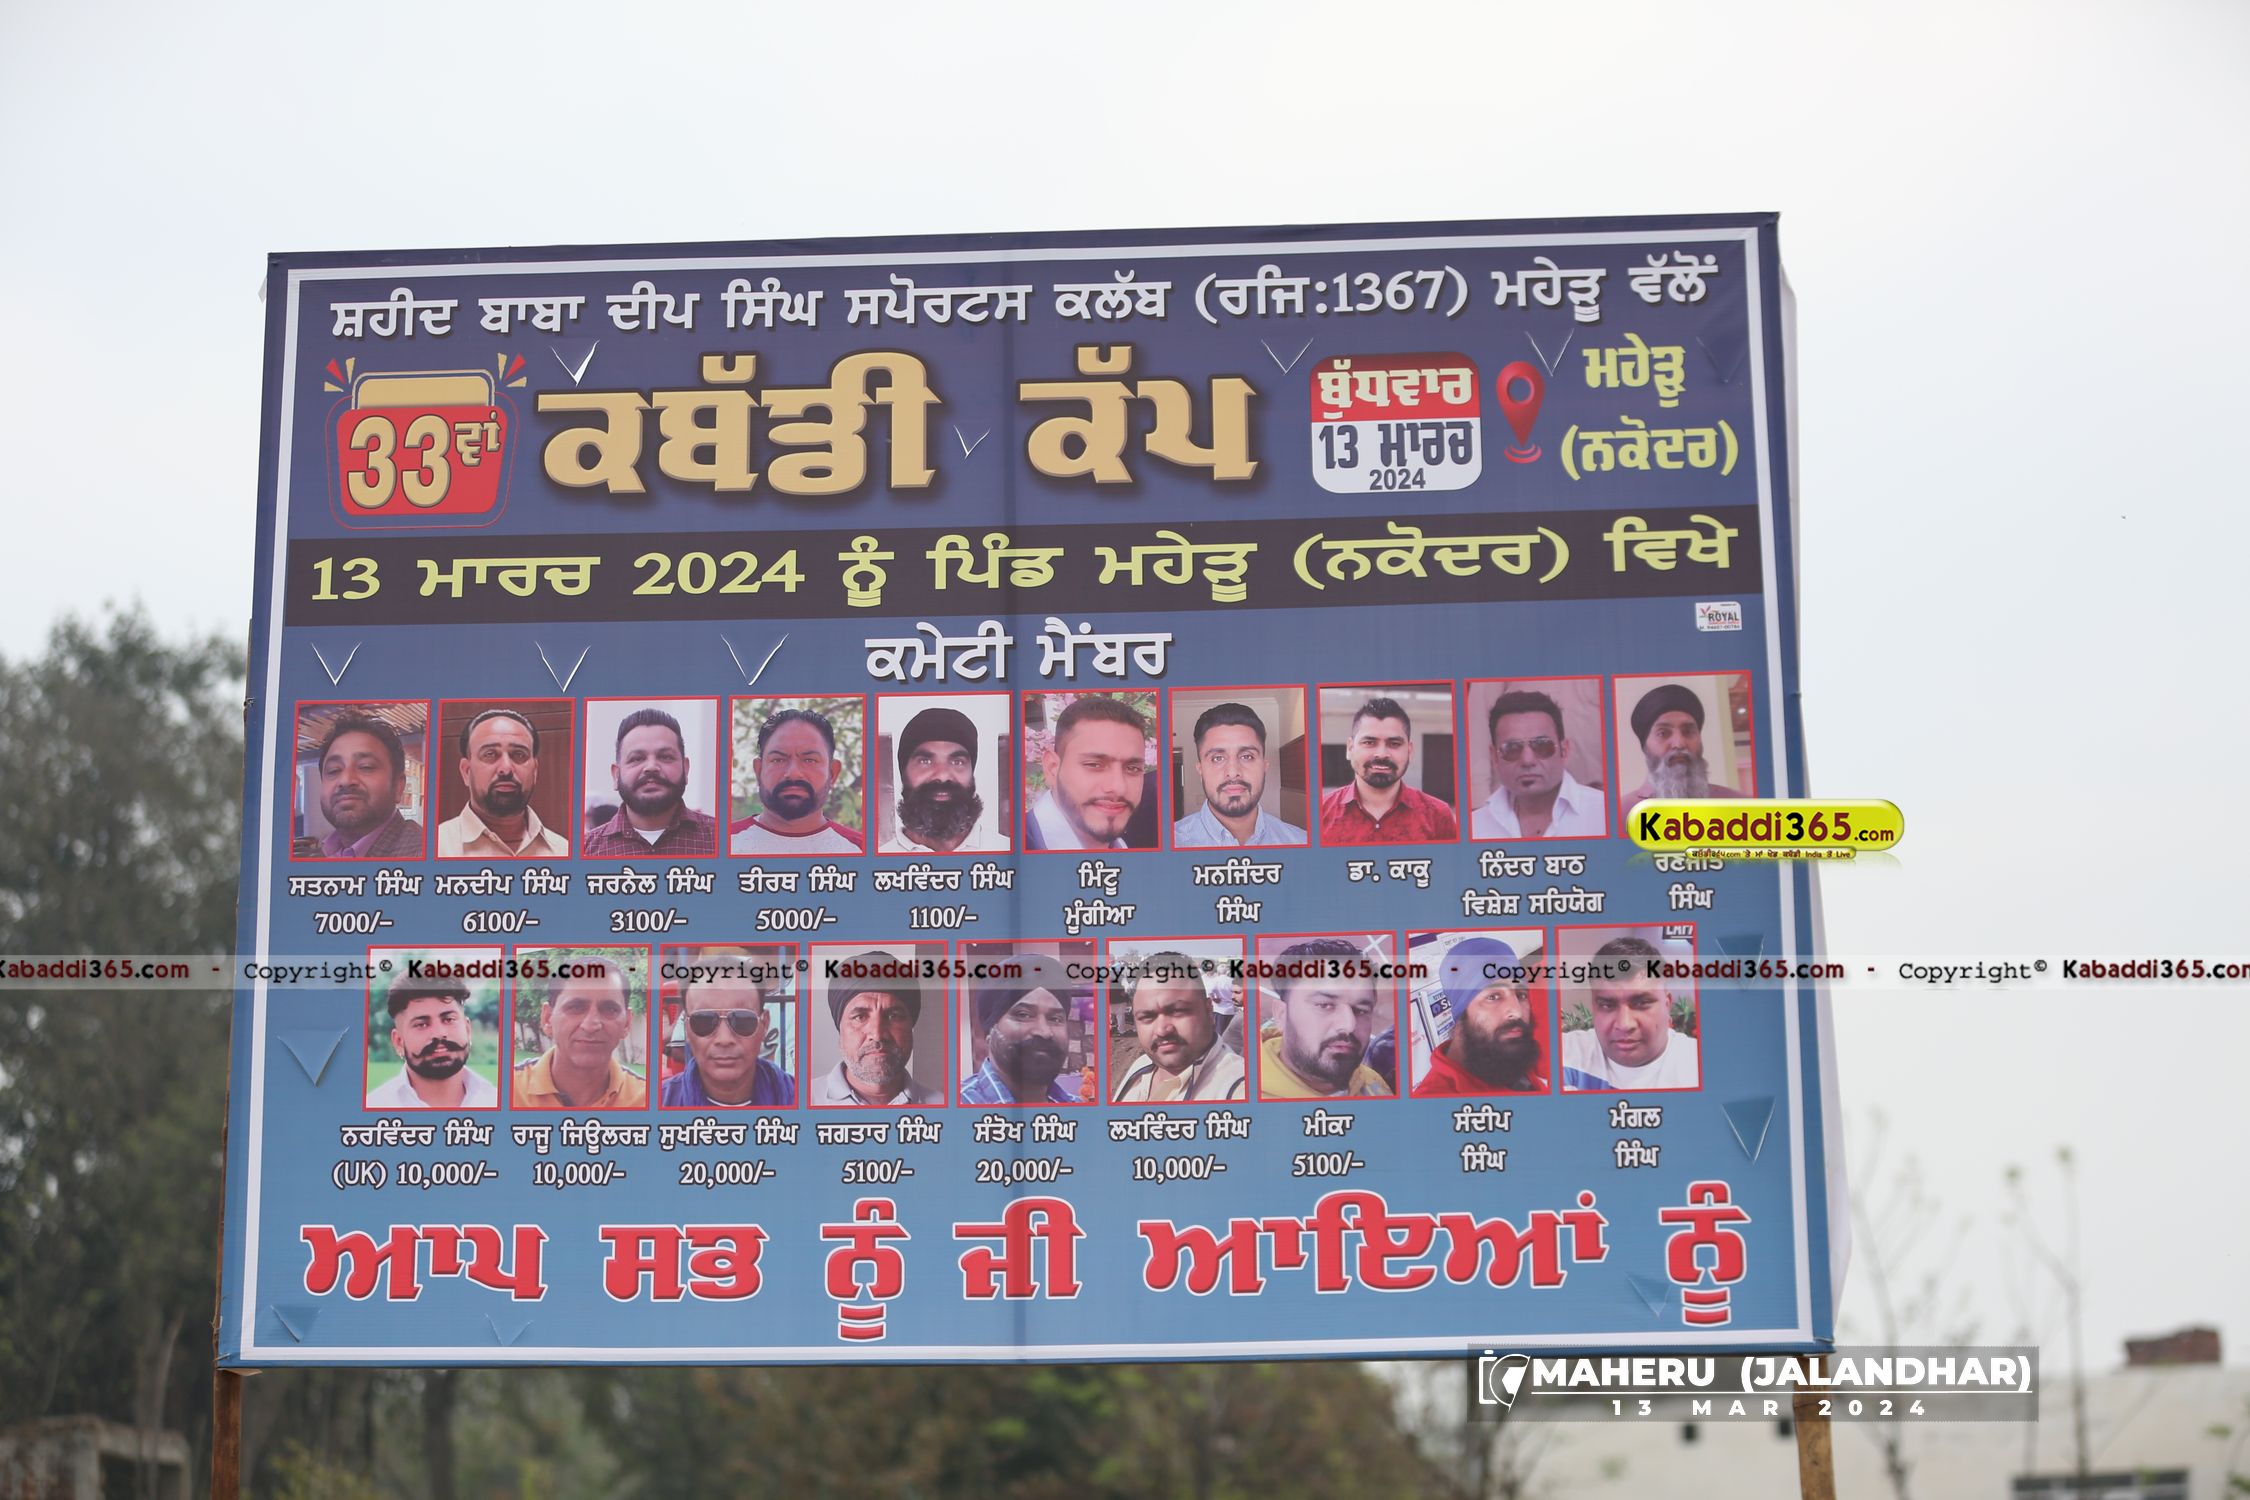 ਸ਼ਹੀਦ ਬਾਬਾ ਦੀਪ ਸਿੰਘ ਸਪੋਰਟਸ ਕਲੱਬ (ਰਜਿ:1367) ਮਹੇੜੂ ਵੱਲੋਂ
33ਵਾਂ ਕਬੱਡੀ ਕੱਪ
ਬੁੱਧਵਾਰ
13 ਮਾਰਚ
2024
ਮਹੇੜੂ
(ਨਕੋਦਰ)
13 ਮਾਰਚ 2024 ਨੂੰ ਪਿੰਡ ਮਹੇੜੂ (ਨਕੋਦਰ) ਵਿਖੇ
ROYAL
ਕਮੇਟੀ ਮੈਂਬਰ
Kabaddi365.com
ਸਤਨਾਮ ਸਿੰਘ ਮਨਦੀਪ ਸਿੰਘ ਜਰਨੈਲ ਸਿੰਘ ਤੀਰਥ ਸਿੰਘ ਲਖਵਿੰਦਰ ਸਿੰਘ ਮਿੰਟੂ ਮਨਜਿੰਦਰ ਡਾ. ਕਾਕੂ ਨਿੰਦਰ ਬਾਠ ਰਣਜੀਤ
7000/- 6100/- 3100/- 5000/- 1100/- ਮੂੰਗੀਆ ਸਿੰਘ ਵਿਸ਼ੇਸ਼ ਸਹਿਯੋਗ ਸਿੰਘ
Kabaddi365.com - Copyright© Kabaddi365.com - Copyright© Kabaddi365.com - Copyright© Kabaddi365.com - Copyright© Kabaddi365.com - Copyright© Kabaddi365.com
ਨਰਵਿੰਦਰ ਸਿੰਘ ਰਾਜੂ ਜਿਊਲਰਜ਼ ਸੁਖਵਿੰਦਰ ਸਿੰਘ ਜਗਤਾਰ ਸਿੰਘ ਸੰਤੋਖ ਸਿੰਘ ਲਖਵਿੰਦਰ ਸਿੰਘ ਮੀਕਾ ਸੰਦੀਪ ਮੰਗਲ
(UK) 10,000/- 10,000/- 20,000/- 5100/- 20,000/- 10,000/- 5100/- ਸਿੰਘ ਸਿੰਘ
ਆਪ ਸਭ ਨੂੰ ਜੀ ਆਇਆਂ ਨੂੰ
MAHERU (JALANDHAR)
13 MAR 2024